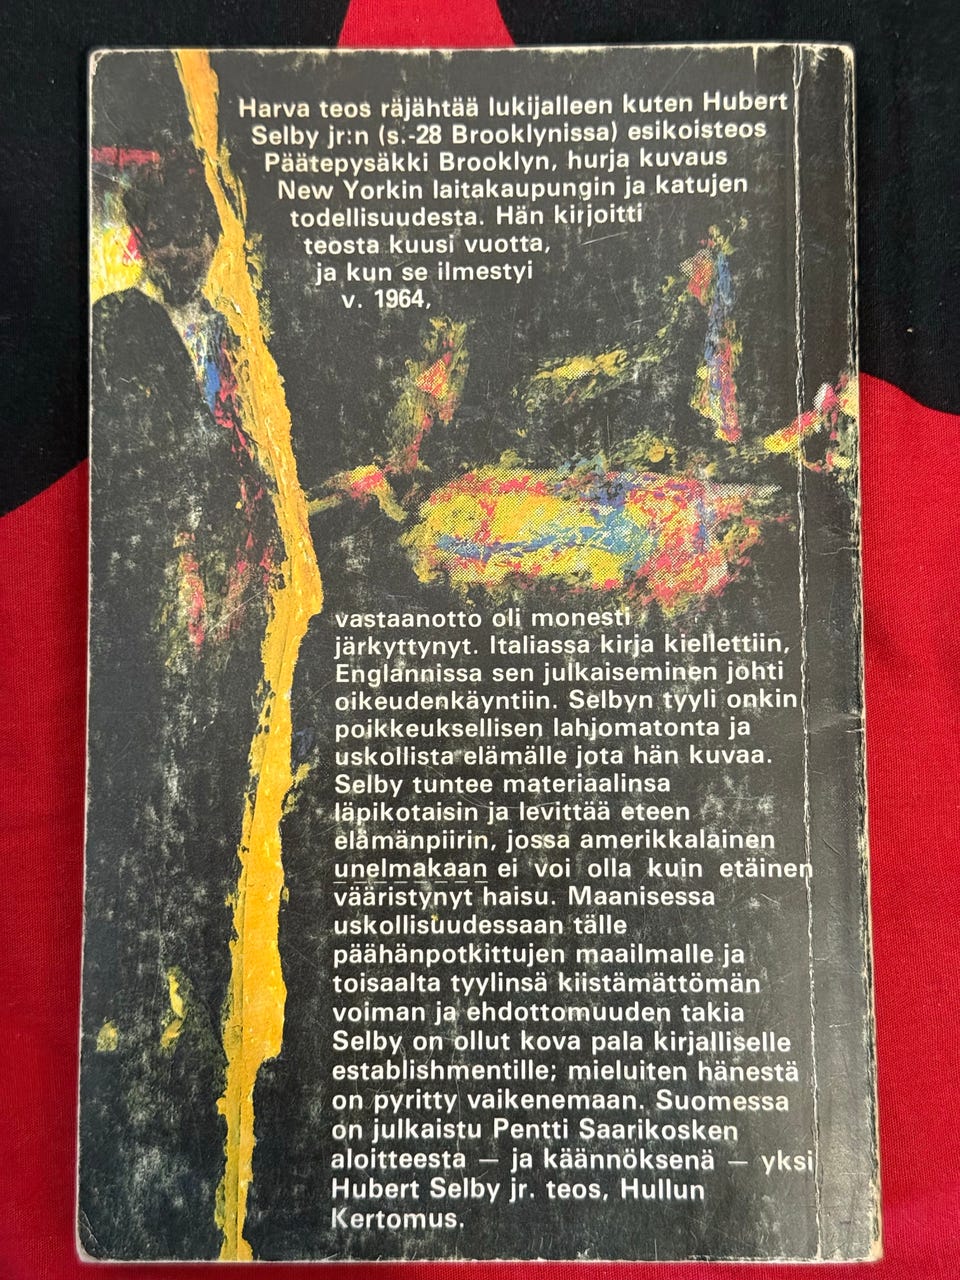 Harva teos räjähtää lukijalleen kuten Hubert
Selby jr:n (s.-28 Brooklynissa) esikoisteos
Päätepysäkki Brooklyn, hurja kuvaus
New Yorkin laitakaupungin ja katujen
todellisuudesta. Hän kirjoitti
teosta kuusi vuotta,
ja kun se ilmestyi
v. 1964,
vastaanotto oli monesti
järkyttynyt. Italiassa kirja kiellettiin,
Englannissa sen julkaiseminen johti
oikeudenkäyntiin. Selbyn tyyli onkin
poikkeuksellisen lahjomatonta ja
uskollista elämälle jota hän kuvaa.
Selby tuntee materiaalinsa
läpikotaisin ja levittää eteen
elämänpiirin, jossa amerikkalainen
unelmakaan ei voi olla kuin etäinen
vääristynyt haisu. Maanisessa
uskollisuudessaan tälle
päähänpotkittujen maailmalle ja
toisaalta tyylinsä kiistämättömän
voiman ja ehdottomuuden takia
Selby on ollut kova pala kirjalliselle
establishmentille; mieluiten hänestä
on pyritty vaikenemaan. Suomessa
on julkaistu Pentti Saarikosken
aloitteesta — ja käännöksenä — yksi
Hubert Selby jr. teos, Hullun
Kertomus.